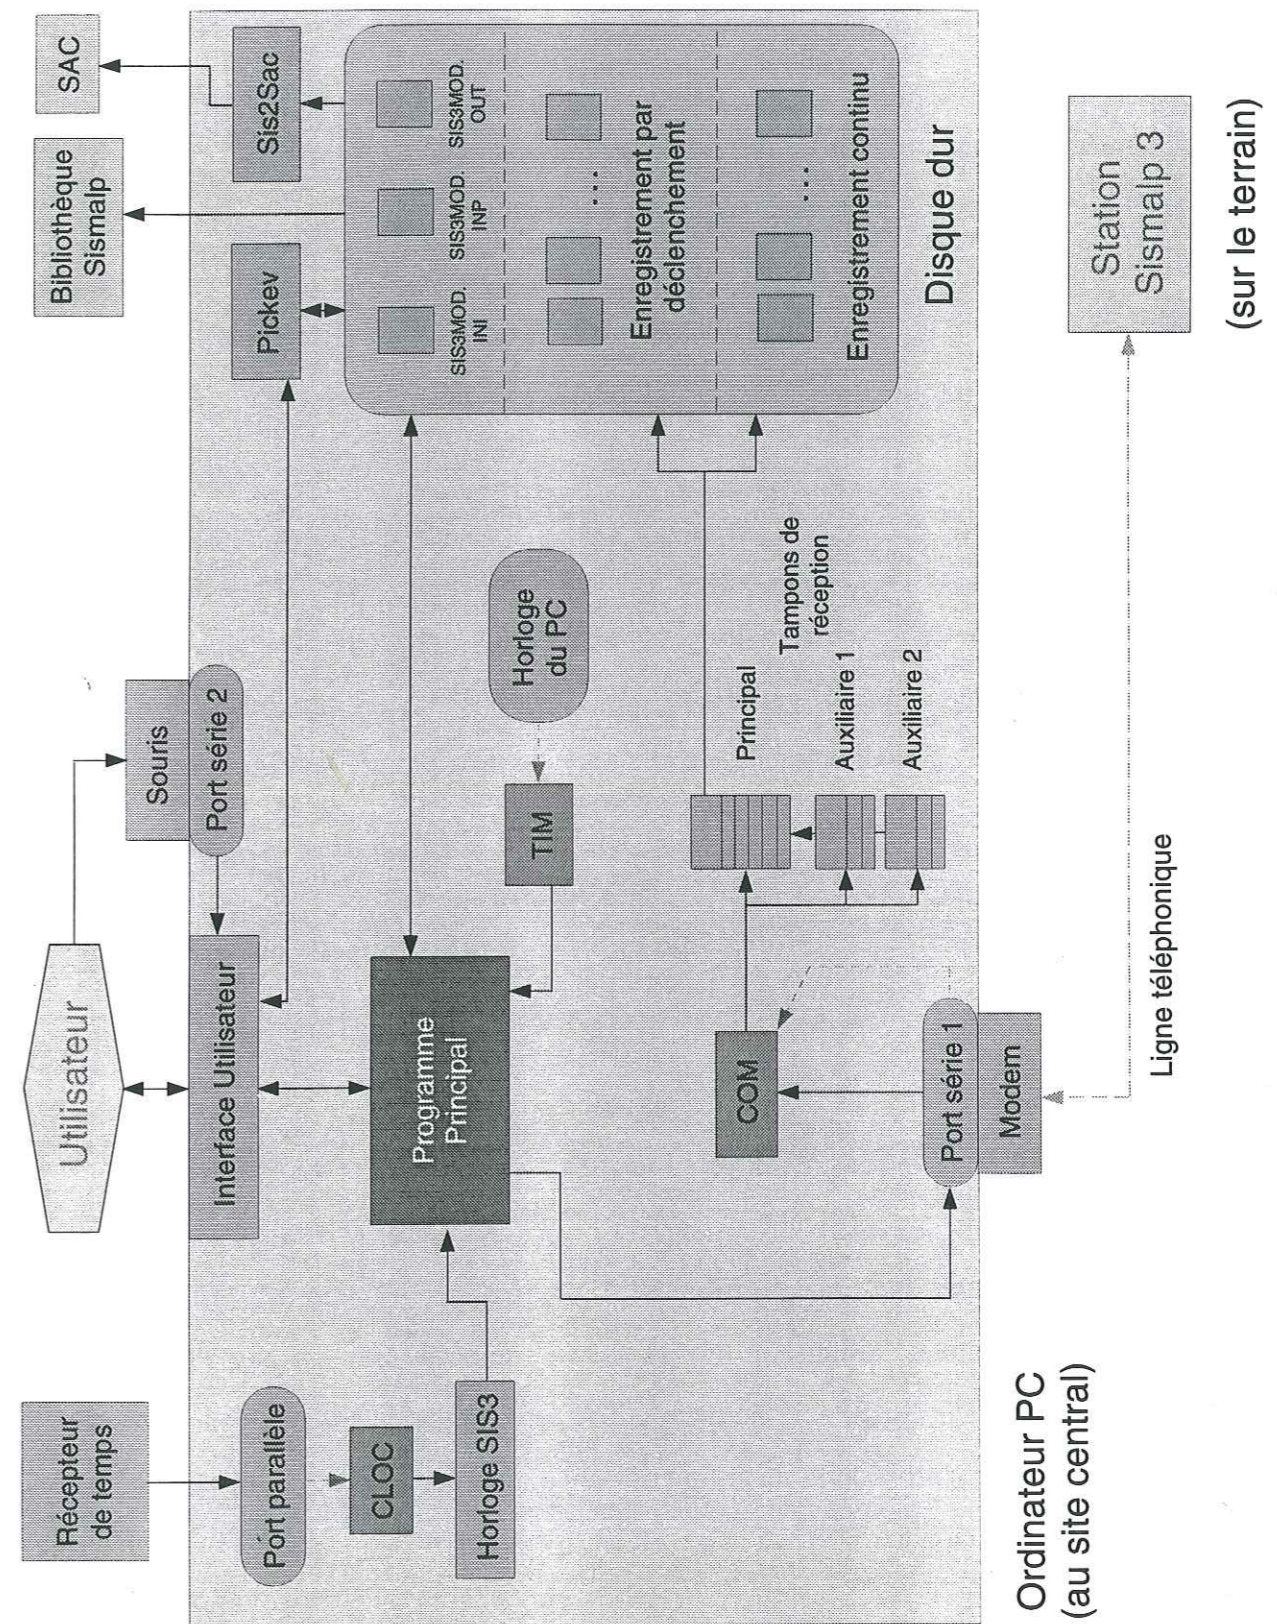 Récepteur
de temps
Utilisateur
Souris
Bibliothèque
Sismalp
SAC
Port parallèle
Interface Utilisateur
Port série 2
Pickev
Sis2Sac
CLOC
Horloge SIS3
Programme
Principal
TIM
Horloge
du PC
SIS3MOD.
INI
SIS3MOD.
INP
SIS3MOD.
OUT
...
Enregistrement par
déclenchement
...
Enregistrement continu
Disque dur
COM
Principal
Auxiliaire 1
Auxiliaire 2
Tampons de
réception
Port série 1
Modem
Ordinateur PC
(au site central)
Ligne téléphonique
Station
Sismalp 3
(sur le terrain)